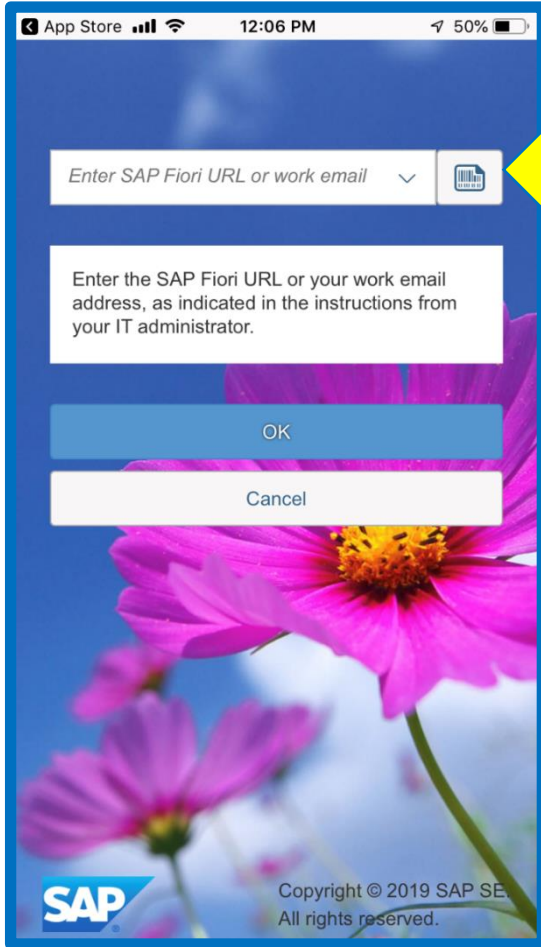 App Store 12:06 PM 50%
Enter SAP Fiori URL or work email
Enter the SAP Fiori URL or your work email
address, as indicated in the instructions from
your IT administrator.
OK
Cancel
SAP
Copyright © 2019 SAP SE.
All rights reserved.